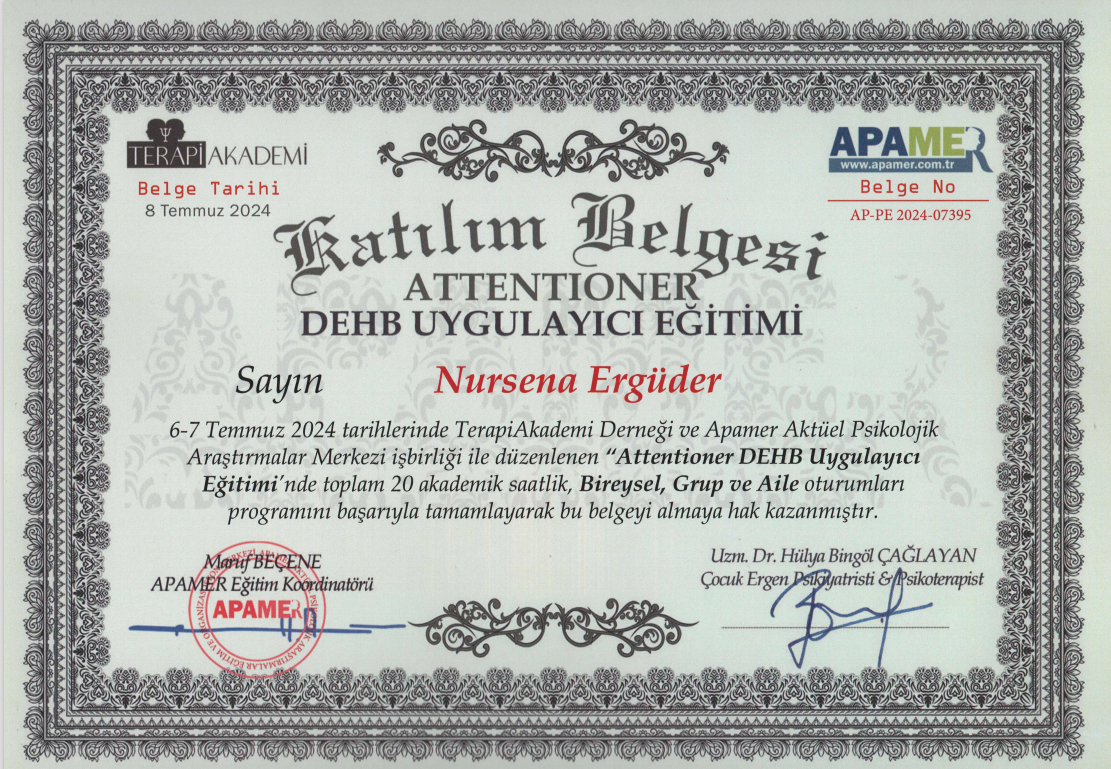 TERAPİ AKADEMİ
Belge Tarihi
8 Temmuz 2024
APAMER
www.apamer.com.tr
Belge No
AP-PE 2024-07395
Katılım Belgesi
ATTENTIONER
DEHB UYGULAYICI EĞİTİMİ
Sayın Nursena Ergüder
6-7 Temmuz 2024 tarihlerinde TerapiAkademi Derneği ve Apamer Aktüel Psikolojik
Araştırmalar Merkezi işbirliği ile düzenlenen “Attentioner DEHB Uygulayıcı
Eğitimi’nde toplam 20 akademik saatlik, Bireysel, Grup ve Aile oturumları
programını başarıyla tamamlayarak bu belgeyi almaya hak kazanmıştır.
Maruf BEÇENE
APAMER Eğitim Koordinatörü
APAMER
Uzm. Dr. Hülya Bingöl ÇAĞLAYAN
Çocuk Ergen Psikiyatristi & Psikoterapist